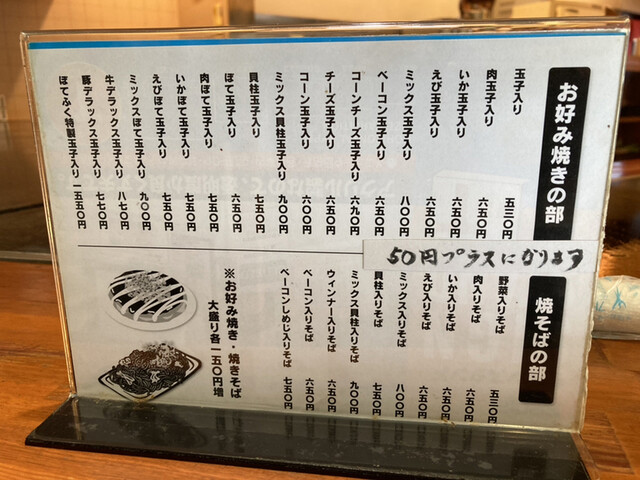 お好み焼きの部
玉子入り 五三〇円
肉玉子入り 六五〇円
いか玉子入り 六五〇円
えび玉子入り 六五〇円
ミックス玉子入り 八〇〇円
ベーコン玉子入り 六五〇円
コーンチーズ玉子入り 六九〇円
チーズ玉子入り 六五〇円
コーン玉子入り 六〇〇円
ミックス貝柱玉子入り 九〇〇円
貝柱玉子入り 七五〇円
ぼて玉子入り 六五〇円
肉ぼて玉子入り 七五〇円
いかぼて玉子入り 七五〇円
えびぼて玉子入り 七五〇円
ミックスぼて玉子入り 九〇〇円
牛デラックス玉子入り 八七〇円
豚デラックス玉子入り 七七〇円
ぼてふく特製玉子入り 一五五〇円
50円プラスになります
焼そばの部
野菜入りそば 五三〇円
肉入りそば 六五〇円
いか入りそば 六五〇円
えび入りそば 六五〇円
ミックス入りそば 八〇〇円
貝柱入りそば 七五〇円
ミックス貝柱入りそば 九〇〇円
ウィンナー入りそば 六五〇円
ベーコン入りそば 六五〇円
ベーコンしめじ入りそば 七五〇円
※お好み焼き・焼きそば
大盛り各一五〇円増